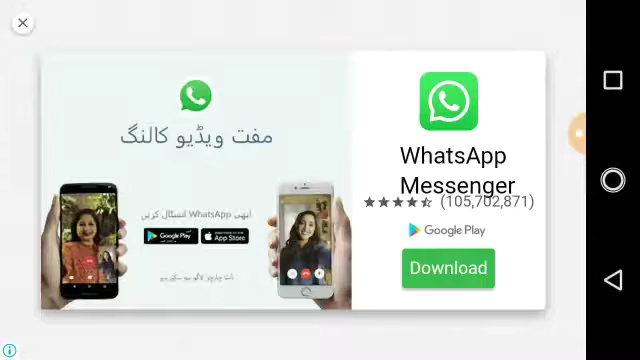 مفت ویڈیو کالنگ
ابھی WhatsApp انسٹال کریں
Google Play
App Store
WhatsApp
Messenger
(105,702,871)
Google Play
Download